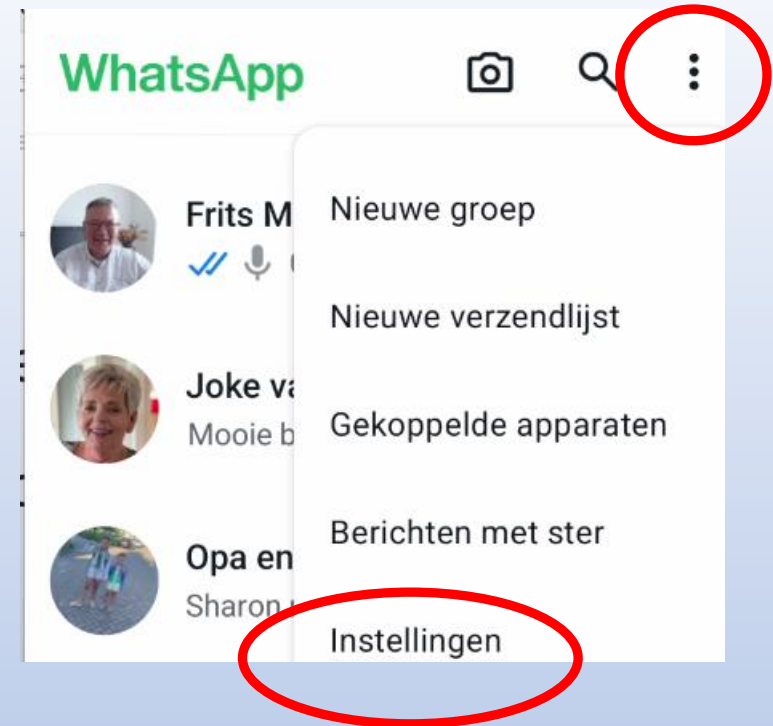 WhatsApp
Frits M
Nieuwe groep
Nieuwe verzendlijst
Joke va
Mooie b
Gekoppelde apparaten
Berichten met ster
Opa en
Sharon
Instellingen